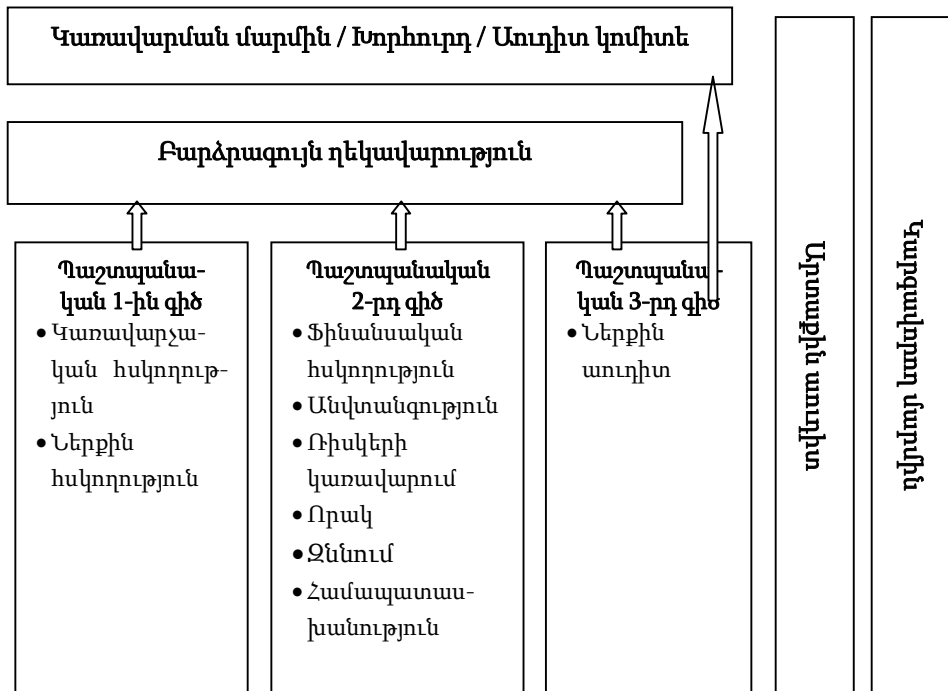 Կառավարման մարմին / Խորհուրդ / Աուդիտ կոմիտե
Բարձրագույն ղեկավարություն
Պաշտպանա-
կան 1-ին գիծ
• Կառավարչա-
կան հսկողութ-
յուն
• Ներքին
հսկողություն
Պաշտպանական
2-րդ գիծ
• Ֆինանսական
հսկողություն
• Անվտանգություն
• Ռիսկերի
կառավարում
• Որակ
• Զննում
• Համապատաս-
խանություն
Պաշտպանա-
կան 3-րդ գիծ
• Ներքին
աուդիտ
Արտաքին աուդիտ
Կարգավորման